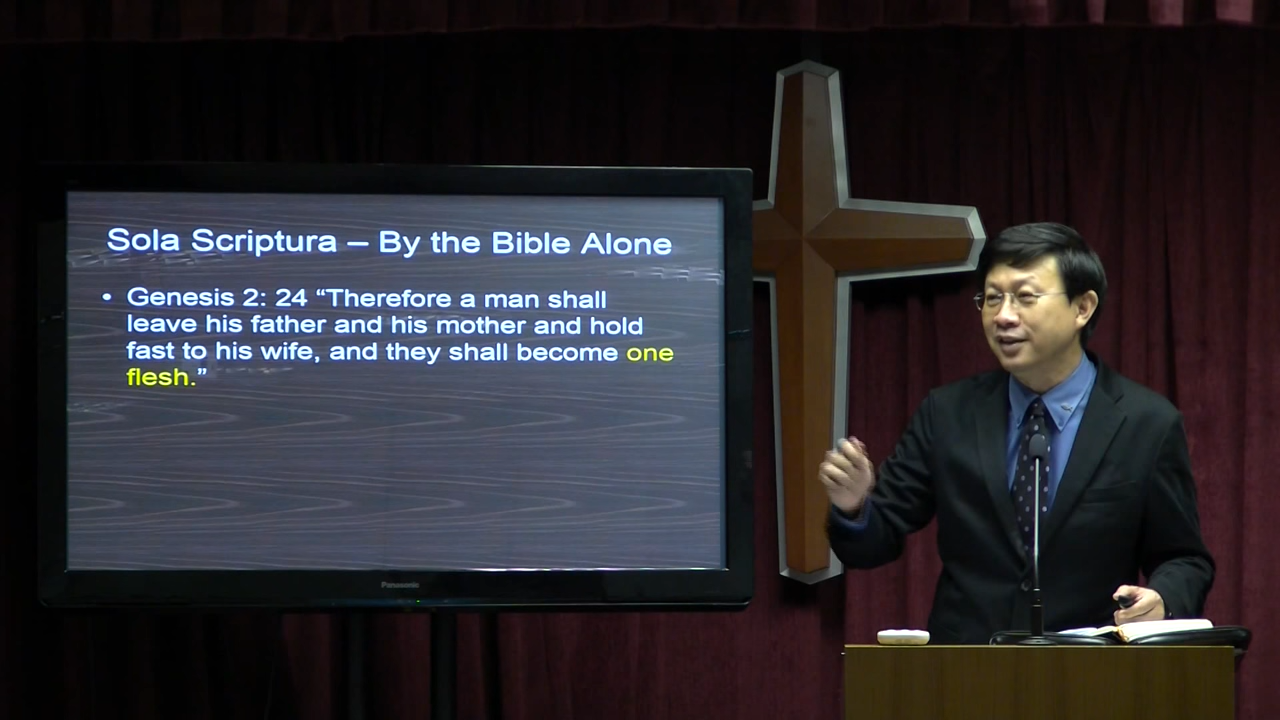 Sola Scriptura – By the Bible Alone
• Genesis 2: 24 “Therefore a man shall
leave his father and his mother and hold
fast to his wife, and they shall become one
flesh.”
Panasonic